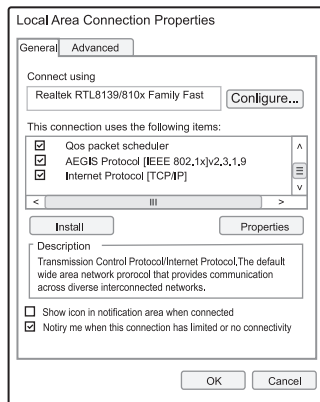 Local Area Connection Properties
General Advanced
Connect using
Realtek RTL8139/810x Family Fast
Configure...
This connection uses the following items:
Qos packet scheduler
AEGIS Protocol [IEEE 802.1x]v2.3.1.9
Internet Protocol [TCP/IP]
Install Properties
Description
Transmission Control Protocol/Internet Protocol,The default
wide area network prorocol that provides communication
across diverse interconnected networks.
Show icon in notification area when connected
Notiry me when this connection has limited or no connectivity
OK Cancel